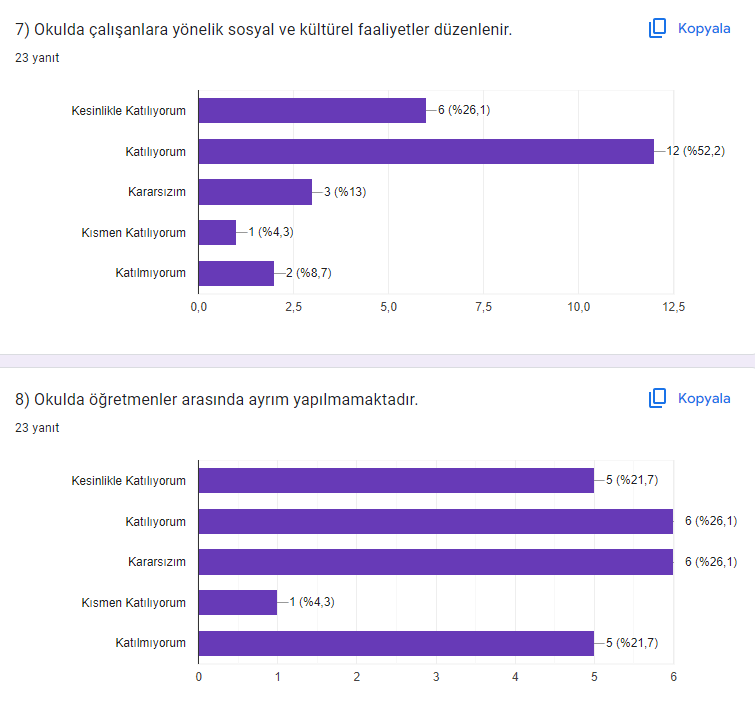 7) Okulda çalışanlara yönelik sosyal ve kültürel faaliyetler düzenlenir.
Kopyala
23 yanıt
Kesinlikle Katılıyorum
6 (%26,1)
Katılıyorum
12 (%52,2)
Kararsızım
3 (%13)
Kısmen Katılıyorum
1 (%4,3)
Katılmıyorum
2 (%8,7)
0,0 2,5 5,0 7,5 10,0 12,5
8) Okulda öğretmenler arasında ayrım yapılmamaktadır.
Kopyala
23 yanıt
Kesinlikle Katılıyorum
5 (%21,7)
Katılıyorum
6 (%26,1)
Kararsızım
6 (%26,1)
Kısmen Katılıyorum
1 (%4,3)
Katılmıyorum
5 (%21,7)
0 1 2 3 4 5 6